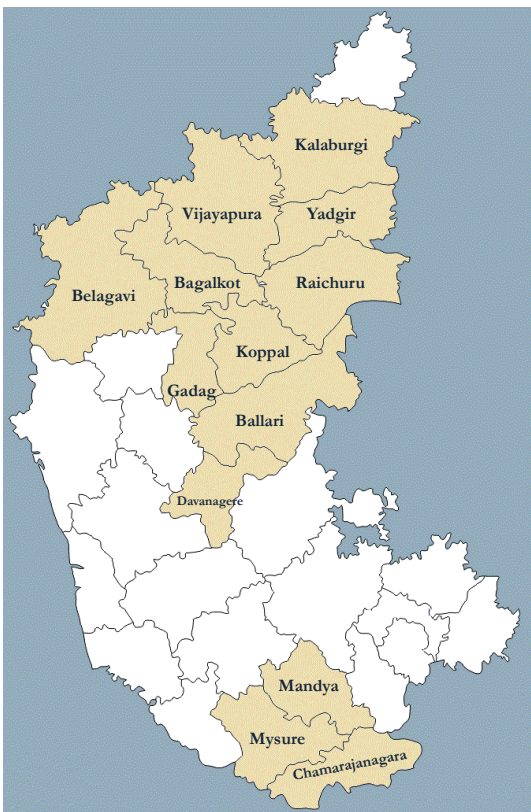 Kalaburgi
Vijayapura
Yadgir
Belagavi
Bagalkot
Raichuru
Koppal
Gadag
Ballari
Davanagere
Mandya
Mysure
Chamarajanagara